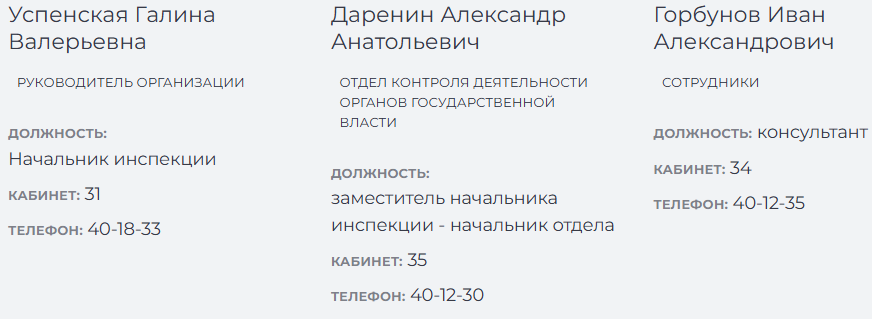 Успенская Галина
Валерьевна
РУКОВОДИТЕЛЬ ОРГАНИЗАЦИИ
ДОЛЖНОСТЬ:
Начальник инспекции
КАБИНЕТ: 31
ТЕЛЕФОН: 40-18-33
Даренин Александр
Анатольевич
ОТДЕЛ КОНТРОЛЯ ДЕЯТЕЛЬНОСТИ
ОРГАНОВ ГОСУДАРСТВЕННОЙ
ВЛАСТИ
ДОЛЖНОСТЬ:
заместитель начальника
инспекции - начальник отдела
КАБИНЕТ: 35
ТЕЛЕФОН: 40-12-30
Горбунов Иван
Александрович
СОТРУДНИКИ
ДОЛЖНОСТЬ: консультант
КАБИНЕТ: 34
ТЕЛЕФОН: 40-12-35